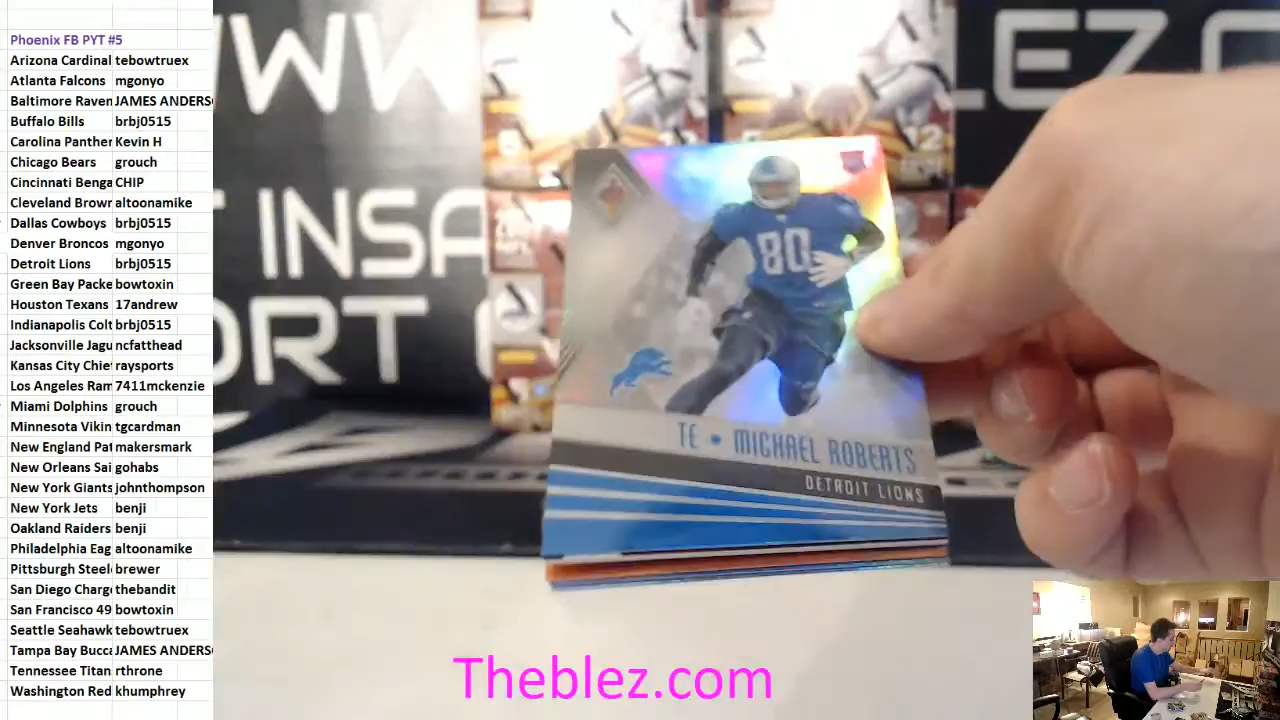 Phoenix FB PYT #5
Arizona Cardinal tebowtruex
Atlanta Falcons mgonyo
Baltimore Raven JAMES ANDERS
Buffalo Bills brbj0515
Carolina Panther Kevin H
Chicago Bears grouch
Cincinnati Benga CHIP
Cleveland Brown altoonamike
Dallas Cowboys brbj0515
Denver Broncos mgonyo
Detroit Lions brbj0515
Green Bay Packe bowtoxin
Houston Texans 17andrew
Indianapolis Colt brbj0515
Jacksonville Jagu ncfatthead
Kansas City Chie raysports
Los Angeles Ram 7411mckenzie
Miami Dolphins grouch
Minnesota Vikin tgcardman
New England Pat makersmark
New Orleans Sai gohabs
New York Giants johnthompson
New York Jets benji
Oakland Raiders benji
Philadelphia Eag altoonamike
Pittsburgh Steel brewer
San Diego Charg thebandit
San Francisco 49 bowtoxin
Seattle Seahawk tebowtruex
Tampa Bay Bucca JAMES ANDERS
Tennessee Titan rthrone
Washington Red khumphrey
WWW
LEZ.C
INSA
ORT
80
TE • MICHAEL ROBERTS
DETROIT LIONS
Theblez.com